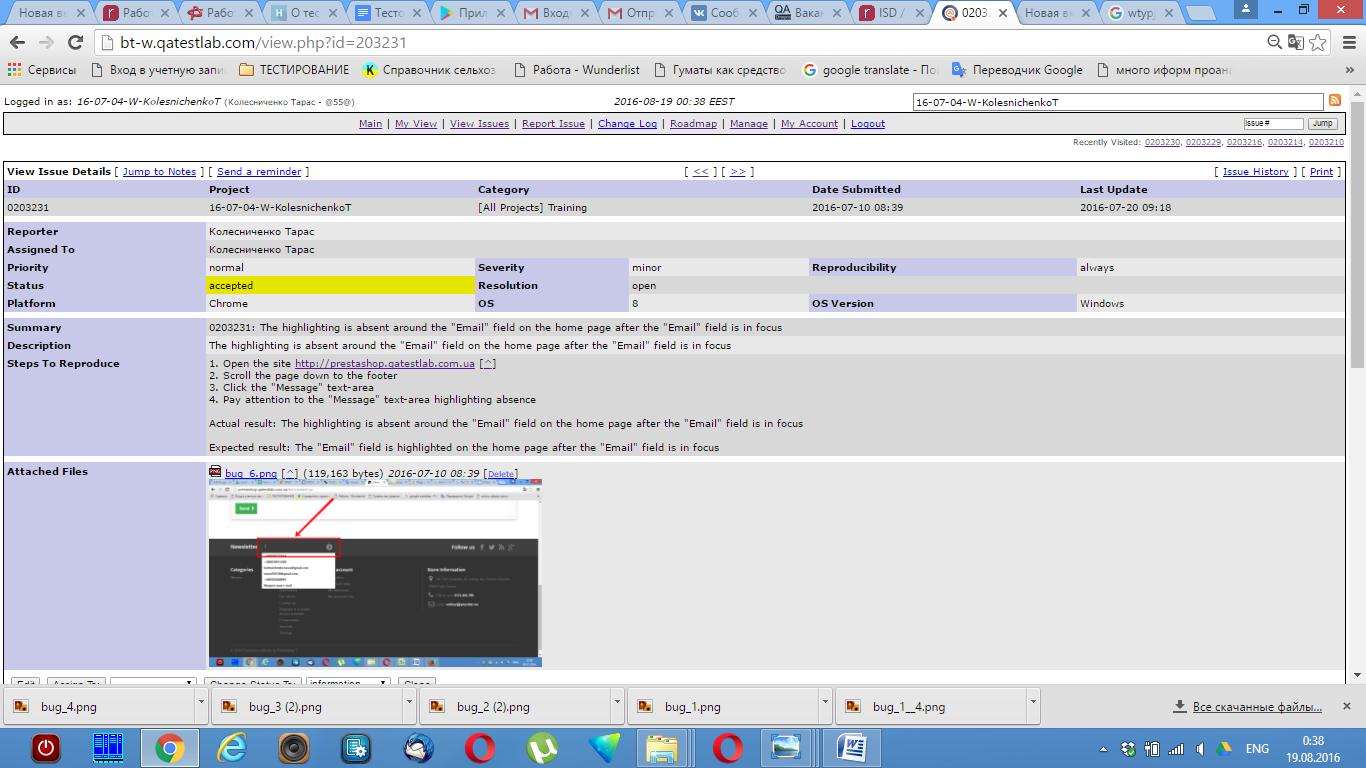 Новая вк
Работ
Работ
О тес
Тесто
Прил
Вход
Отпр
Сооб
Вакан
ISD
0203
Новая вк
wtyp
bt-w.qatestlab.com/view.php?id=203231
Сервисы Вход в учетную запи ТЕСТИРОВАНИЕ Справочник сельхоз Работа - Wunderlist Гуматы как средство google translate - По Переводчик Google много иформ проан »
Logged in as: 16-07-04-W-KolesnichenkoT (Колесниченко Тарас - @55@) 2016-08-19 00:38 EEST 16-07-04-W-KolesnichenkoT
Main | My View | View Issues | Report Issue | Change Log | Roadmap | Manage | My Account | Logout Issue # Jump
Recently Visited: 0203230, 0203229, 0203216, 0203214, 0203210
View Issue Details [ Jump to Notes ] [ Send a reminder ] [ << ] [ >> ] [ Issue History ] [ Print ]
ID Project Category Date Submitted Last Update
0203231 16-07-04-W-KolesnichenkoT [All Projects] Training 2016-07-10 08:39 2016-07-20 09:18
Reporter Колесниченко Тарас
Assigned To Колесниченко Тарас
Priority normal Severity minor Reproducibility always
Status accepted Resolution open
Platform Chrome OS 8 OS Version Windows
Summary 0203231: The highlighting is absent around the "Email" field on the home page after the "Email" field is in focus
Description The highlighting is absent around the "Email" field on the home page after the "Email" field is in focus
Steps To Reproduce 1. Open the site http://prestashop.qatestlab.com.ua [^]
2. Scroll the page down to the footer
3. Click the "Message" text-area
4. Pay attention to the "Message" text-area highlighting absence
Actual result: The highlighting is absent around the "Email" field on the home page after the "Email" field is in focus
Expected result: The "Email" field is highlighted on the home page after the "Email" field is in focus
Attached Files bug_6.png [^] (119,163 bytes) 2016-07-10 08:39 [Delete]
Send
Newsletter Follow us
Categories account Store Information
Edit Assign To: Change Status To: information Clone
bug_4.png bug_3 (2).png bug_2 (2).png bug_1.png bug_1__4.png Все скачанные файлы...
ENG 0:38
19.08.2016